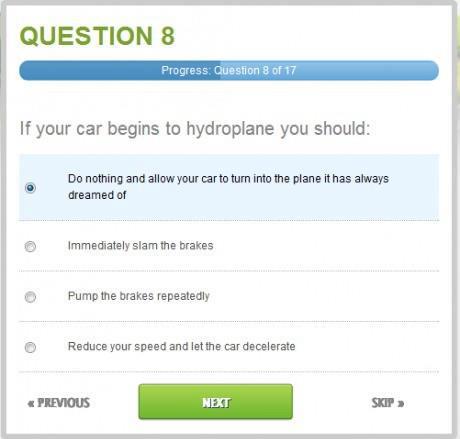 QUESTION 8
Progress: Question 8 of 17
If your car begins to hydroplane you should:
Do nothing and allow your car to turn into the plane it has always
dreamed of
Immediately slam the brakes
Pump the brakes repeatedly
Reduce your speed and let the car decelerate
« PREVIOUS NEXT SKIP »